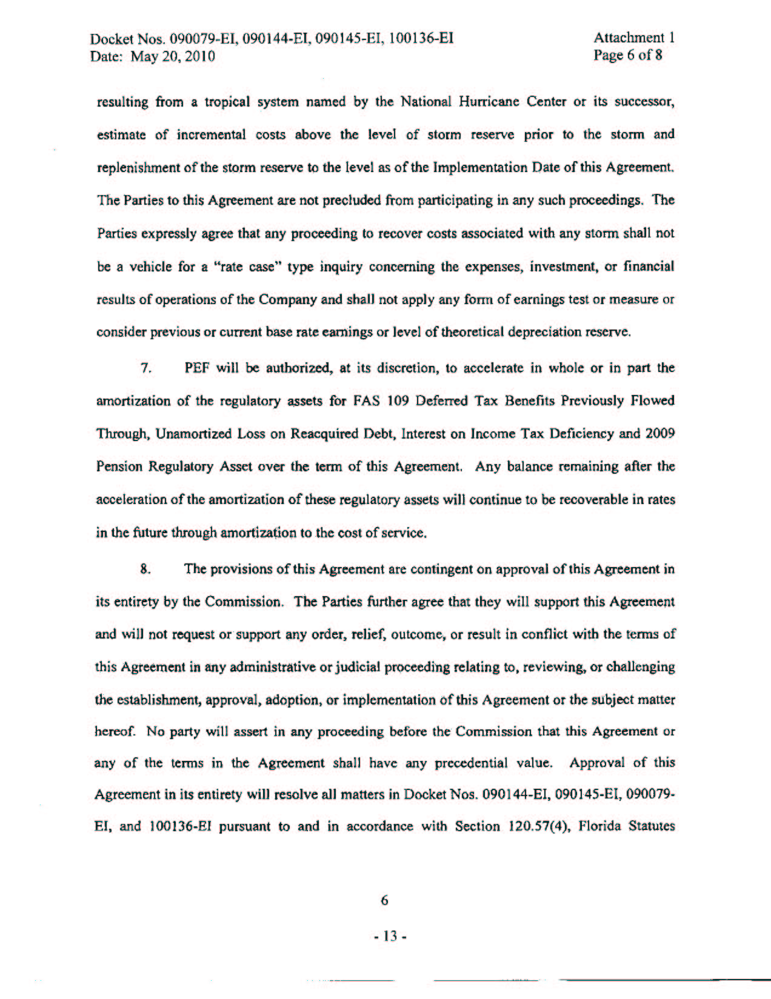 Docket Nos. 090079-EI, 090144-EI, 090145-EI, 100136-EI Attachment 1
Date: May 20, 2010 Page 6 of 8
resulting from a tropical system named by the National Hurricane Center or its successor,
estimate of incremental costs above the level of storm reserve prior to the storm and
replenishment of the storm reserve to the level as of the Implementation Date of this Agreement.
The Parties to this Agreement are not precluded from participating in any such proceedings. The
Parties expressly agree that any proceeding to recover costs associated with any storm shall not
be a vehicle for a “rate case” type inquiry concerning the expenses, investment, or financial
results of operations of the Company and shall not apply any form of earnings test or measure or
consider previous or current base rate earnings or level of theoretical depreciation reserve.
7. PEF will be authorized, at its discretion, to accelerate in whole or in part the
amortization of the regulatory assets for FAS 109 Deferred Tax Benefits Previously Flowed
Through, Unamortized Loss on Reacquired Debt, Interest on Income Tax Deficiency and 2009
Pension Regulatory Asset over the term of this Agreement. Any balance remaining after the
acceleration of the amortization of these regulatory assets will continue to be recoverable in rates
in the future through amortization to the cost of service.
8. The provisions of this Agreement are contingent on approval of this Agreement in
its entirety by the Commission. The Parties further agree that they will support this Agreement
and will not request or support any order, relief, outcome, or result in conflict with the terms of
this Agreement in any administrative or judicial proceeding relating to, reviewing, or challenging
the establishment, approval, adoption, or implementation of this Agreement or the subject matter
hereof. No party will assert in any proceeding before the Commission that this Agreement or
any of the terms in the Agreement shall have any precedential value. Approval of this
Agreement in its entirety will resolve all matters in Docket Nos. 090144-EI, 090145-EI, 090079-
EI, and 100136-EI pursuant to and in accordance with Section 120.57(4), Florida Statutes
6
- 13 -